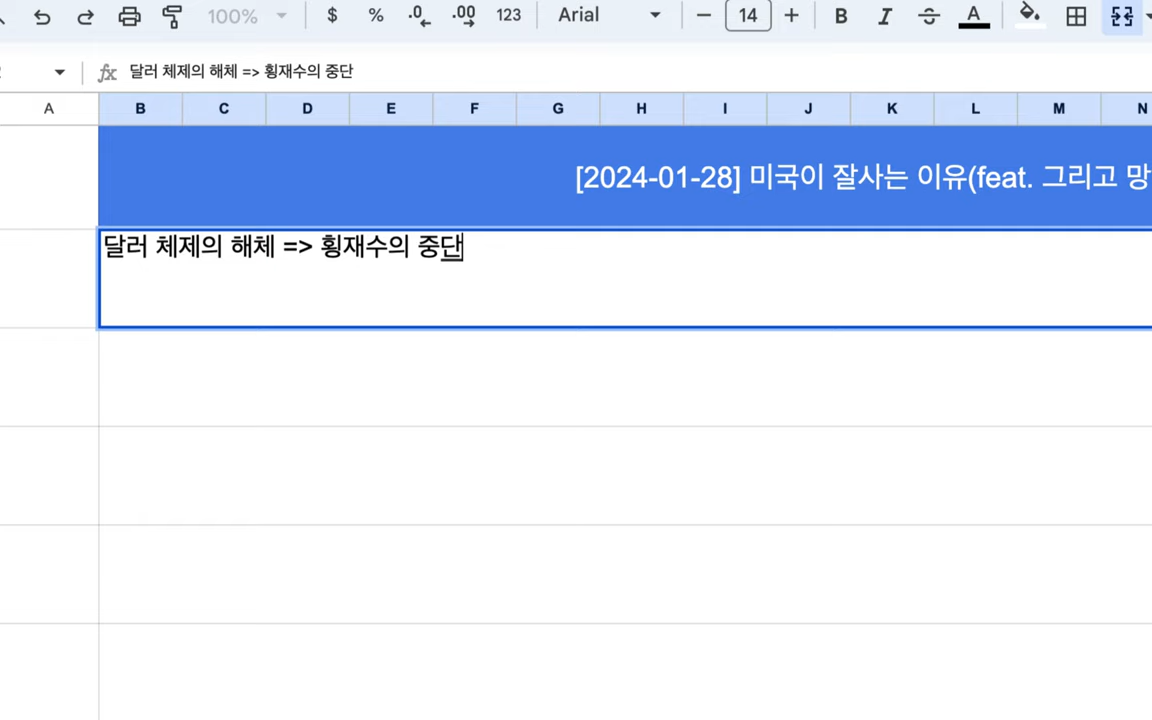 100%
$ % .0 .00 123 Arial 14 B I S A
fx 달러 체제의 해체 => 횡재수의 중단
A B C D E F G H I J K L M N
[2024-01-28] 미국이 잘사는 이유(feat. 그리고 망
달러 체제의 해체 => 횡재수의 중단